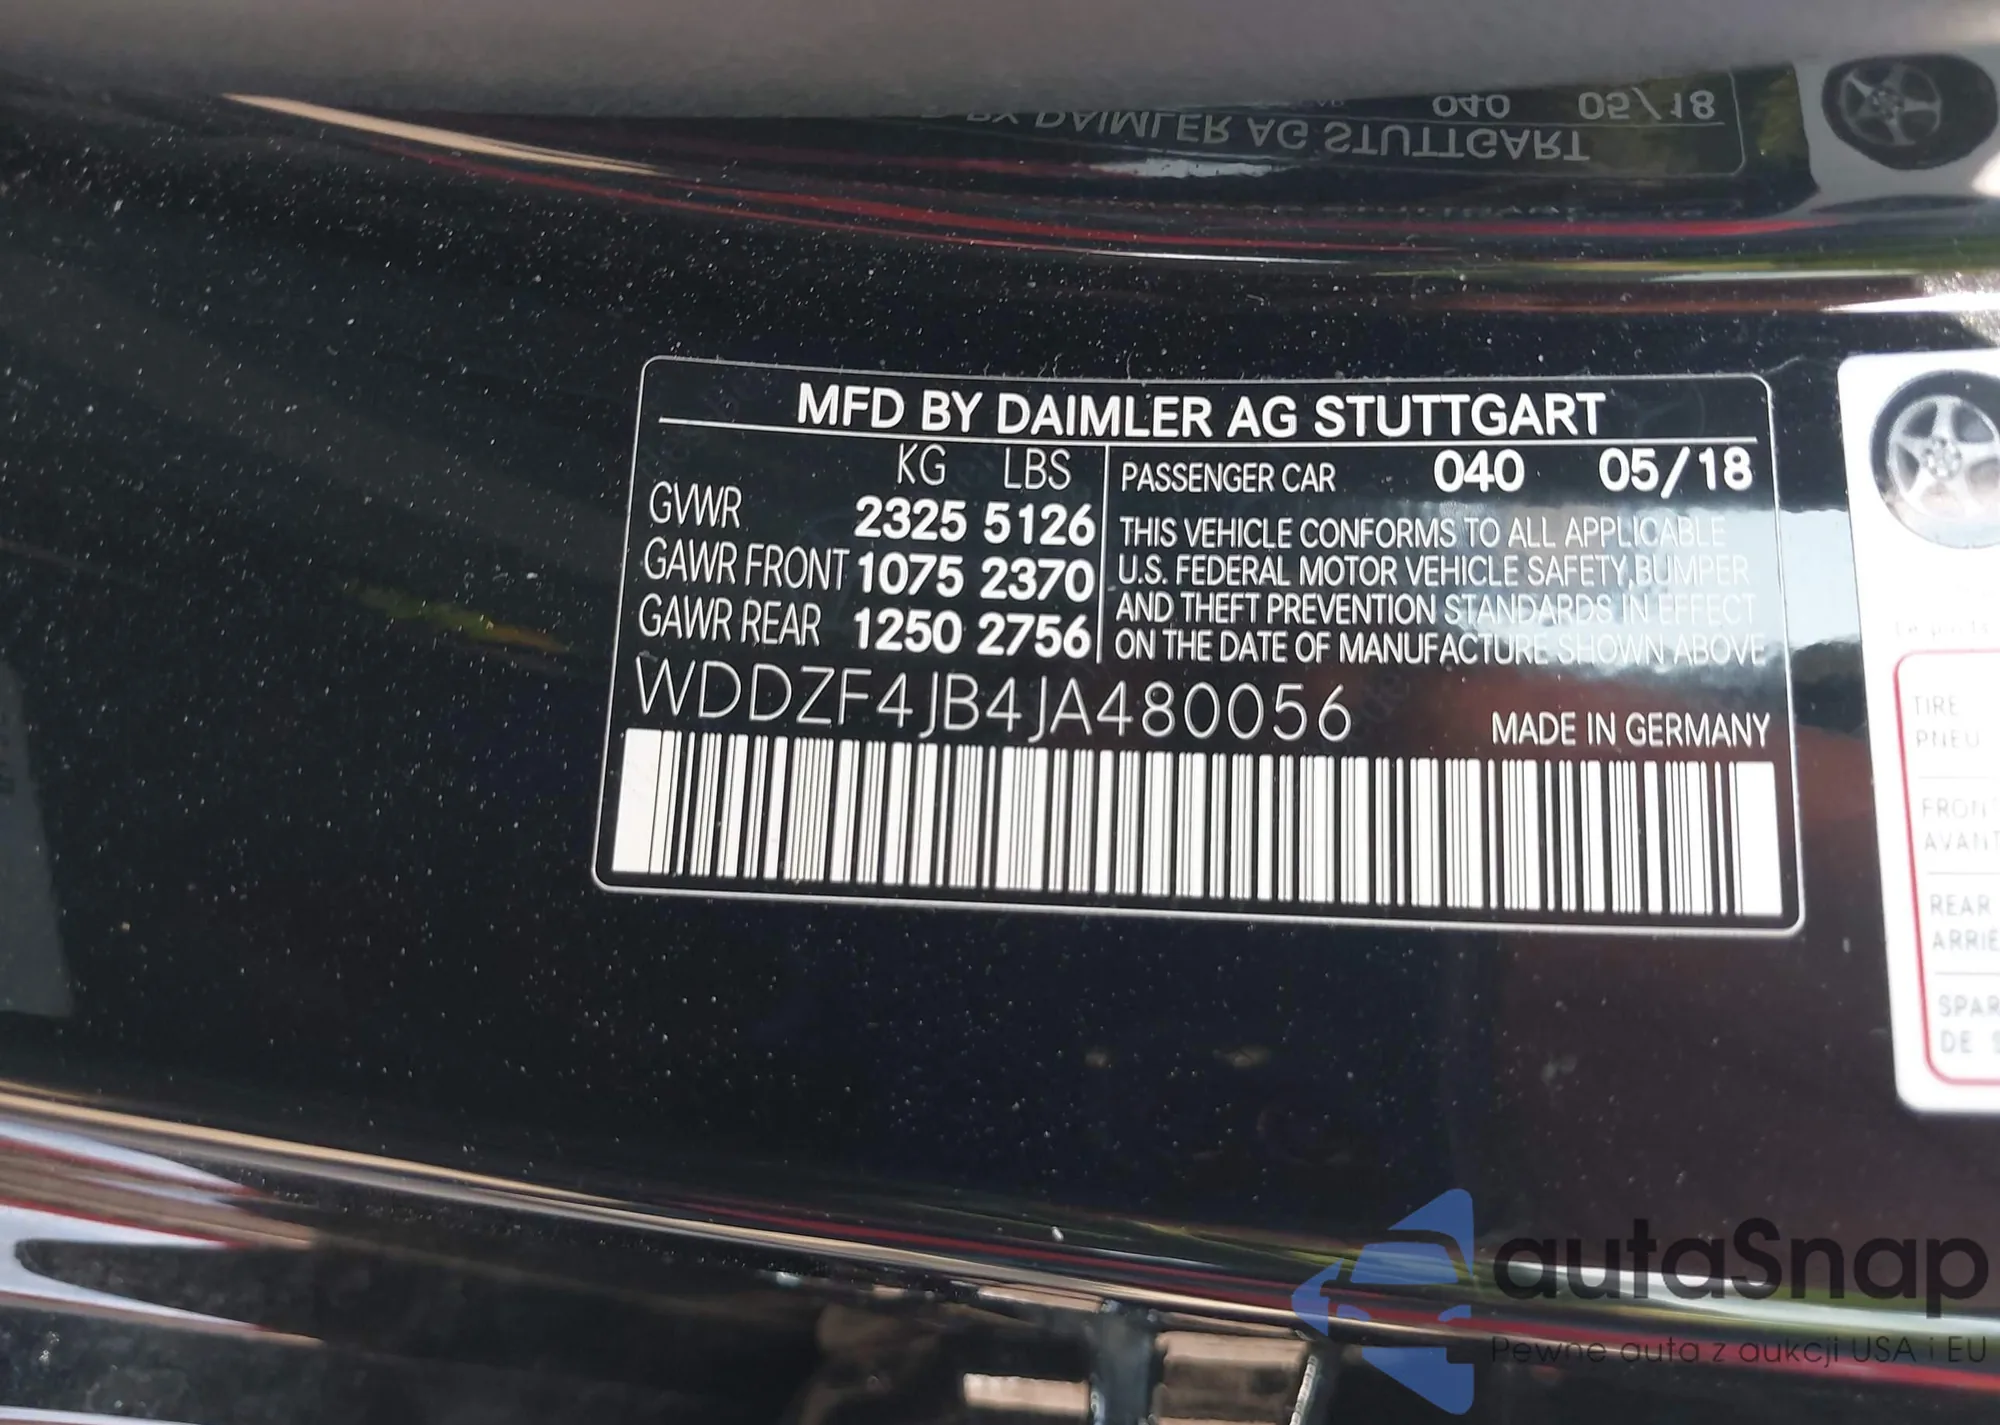 040 05/18
BY DAIMLER AG STUTTGART
MFD BY DAIMLER AG STUTTGART
KG LBS
GVWR 2325 5126
GAWR FRONT 1075 2370
GAWR REAR 1250 2756
PASSENGER CAR 040 05/18
THIS VEHICLE CONFORMS TO ALL APPLICABLE
U.S. FEDERAL MOTOR VEHICLE SAFETY, BUMPER
AND THEFT PREVENTION STANDARDS IN EFFECT
ON THE DATE OF MANUFACTURE SHOWN ABOVE
WDDZF4JB4JA480056
MADE IN GERMANY
TIRE
PNEU
FRONT
AVANT
REAR
DE
autaSnap
Pewne auta z aukcji USA i EU